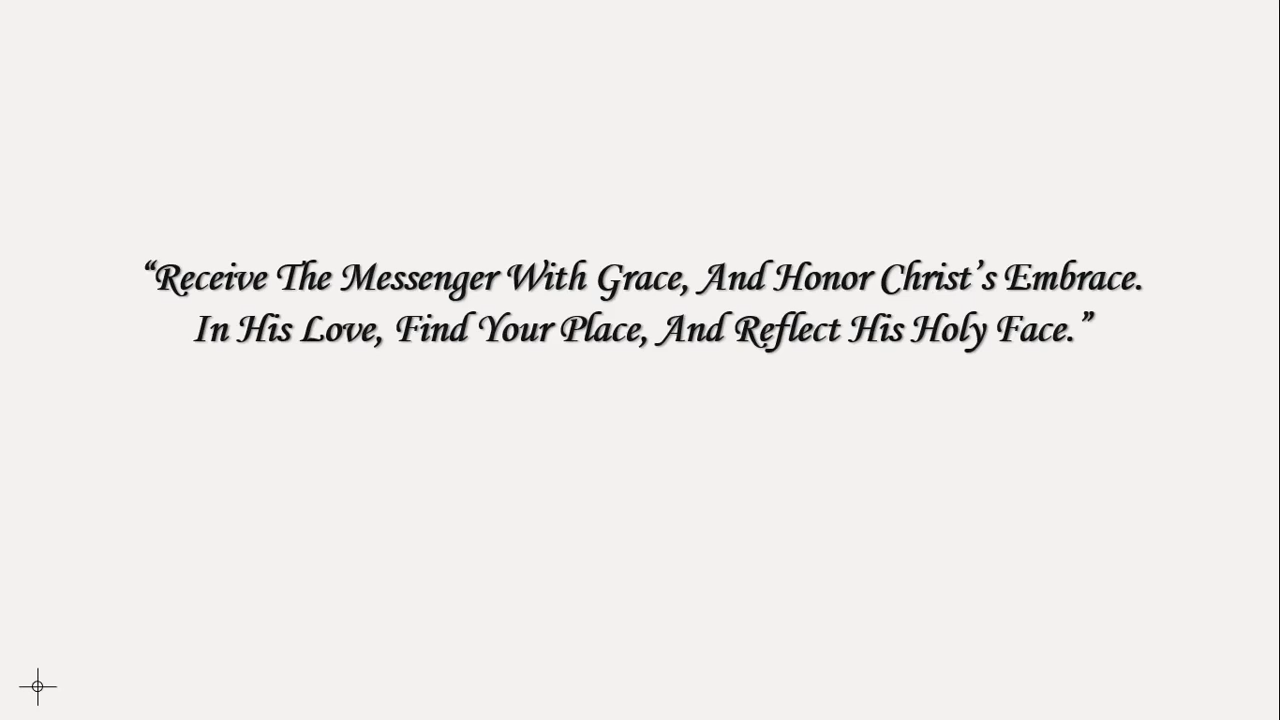 “Receive The Messenger With Grace, And Honor Christ’s Embrace.
In His Love, Find Your Place, And Reflect His Holy Face.”